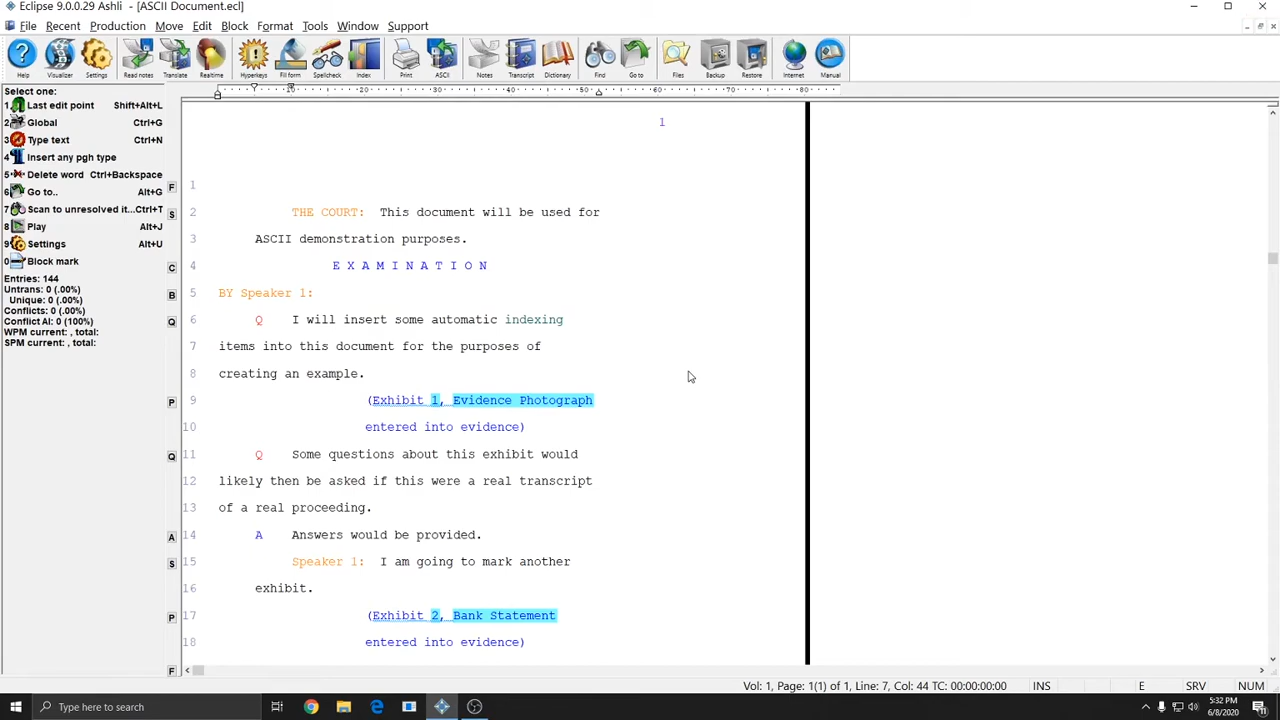 Eclipse 9.0.0.29 Ashli - [ASCII Document.ecl]
File Recent Production Move Edit Block Format Tools Window Support
Help Visualizer Settings Read notes Translate Realtime Hyperkeys Fill form Spellcheck Index Print ASCII Notes Transcript Dictionary Find Go to Files Backup Restore Internet Manual
Select one:
1 Last edit point Shift+Alt+L
2 Global Ctrl+G
3 Type text Ctrl+N
4 Insert any pgh type
5 Delete word Ctrl+Backspace
6 Go to.. Alt+G
7 Scan to unresolved it...Ctrl+T
8 Play Alt+J
9 Settings Alt+U
0 Block mark
Entries: 144
Untrans: 0 (.00%)
Unique: 0 (.00%)
Conflicts: 0 (.00%)
Conflict AI: 0 (100%)
WPM current: , total:
SPM current: , total:
10 20 30 40 50 60 70 80
1
F 1
S 2 THE COURT: This document will be used for
3 ASCII demonstration purposes.
C 4 E X A M I N A T I O N
B 5 BY Speaker 1:
Q 6 Q I will insert some automatic indexing
7 items into this document for the purposes of
8 creating an example.
P 9 (Exhibit 1, Evidence Photograph
10 entered into evidence)
Q 11 Q Some questions about this exhibit would
12 likely then be asked if this were a real transcript
13 of a real proceeding.
A 14 A Answers would be provided.
S 15 Speaker 1: I am going to mark another
16 exhibit.
P 17 (Exhibit 2, Bank Statement
18 entered into evidence)
F
Vol: 1, Page: 1(1) of 1, Line: 7, Col: 44 TC: 00:00:00:00 INS E SRV NUM
Type here to search
5:32 PM
6/8/2020